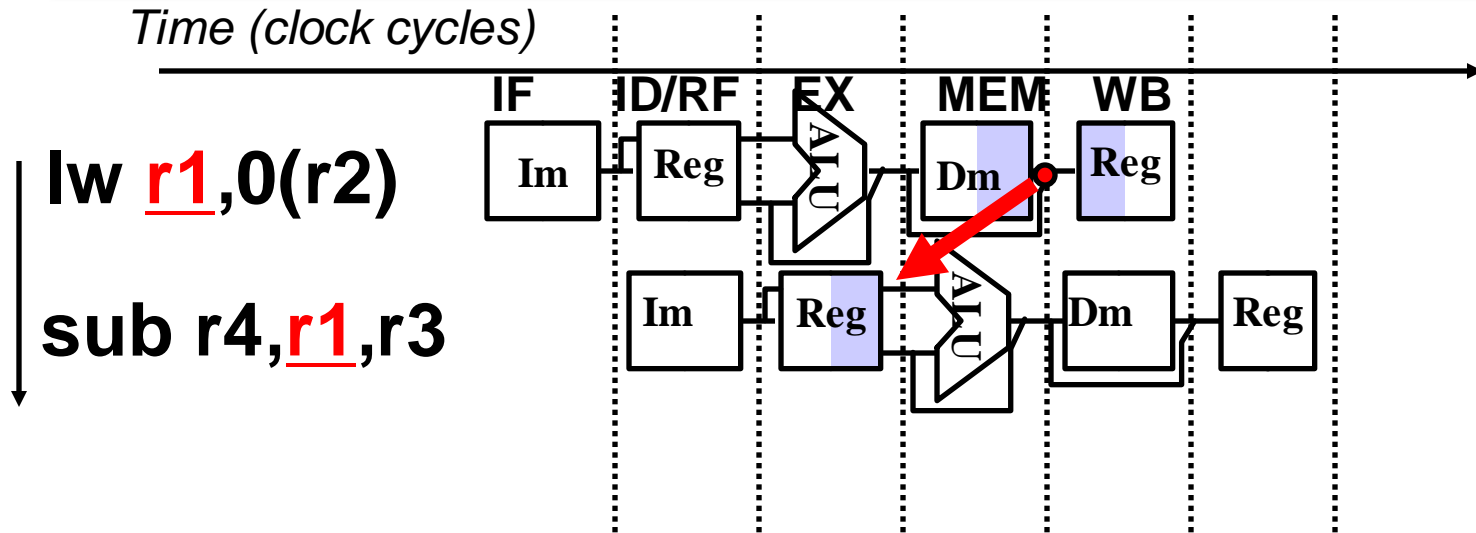 Time (clock cycles)
IF ID/RF EX MEM WB
lw r1,0(r2) Im Reg ALU Dm Reg
sub r4,r1,r3 Im Reg ALU Dm Reg